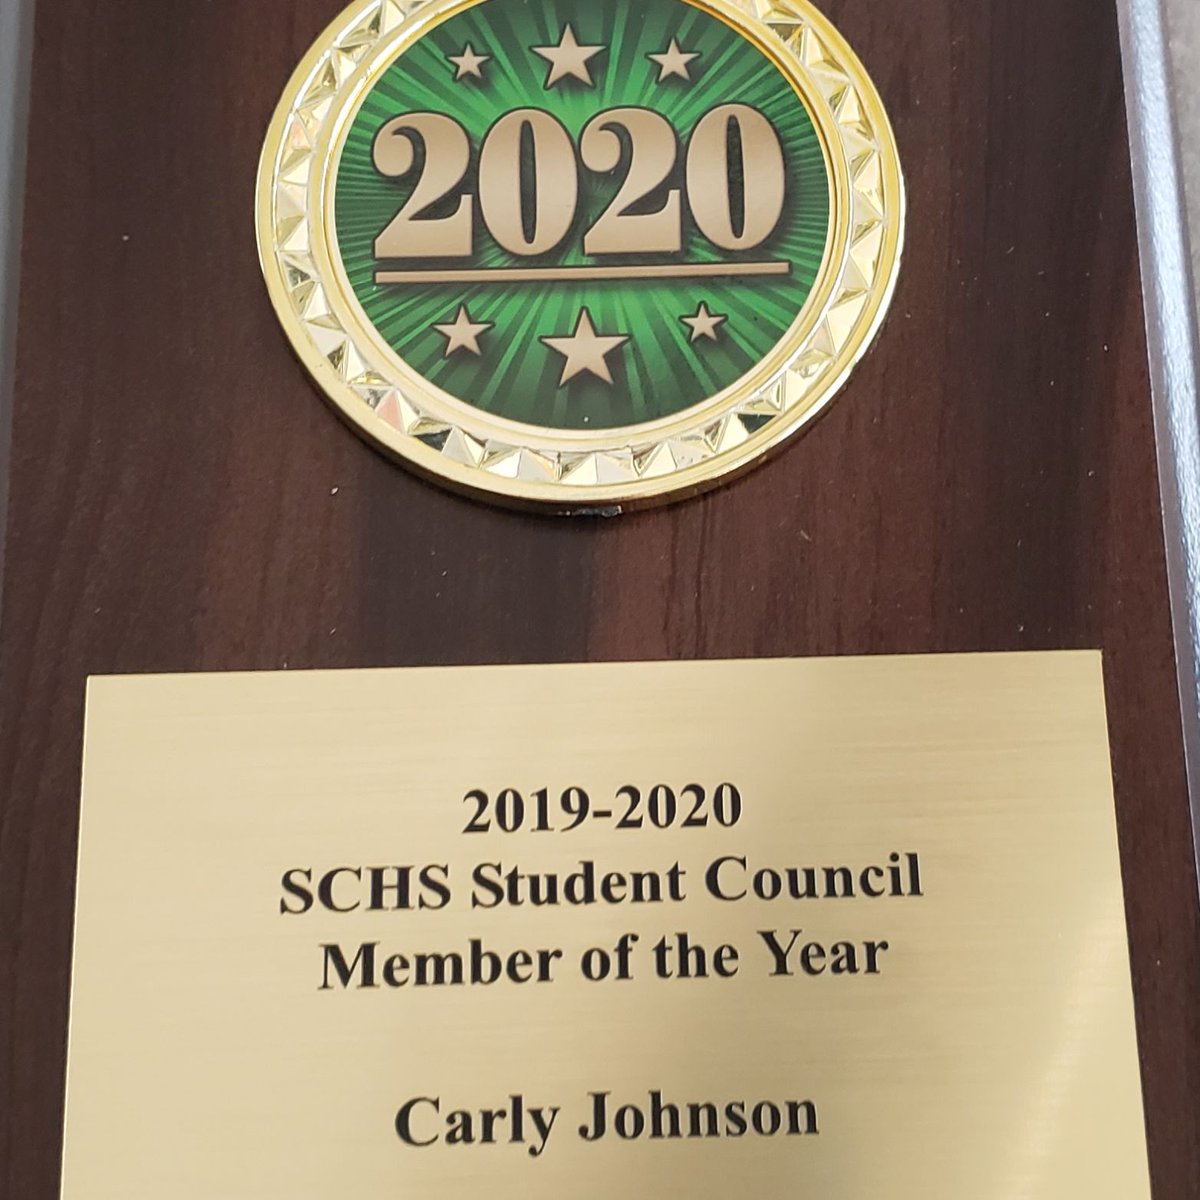 2020
2019-2020
SCHS Student Council
Member of the Year
Carly Johnson